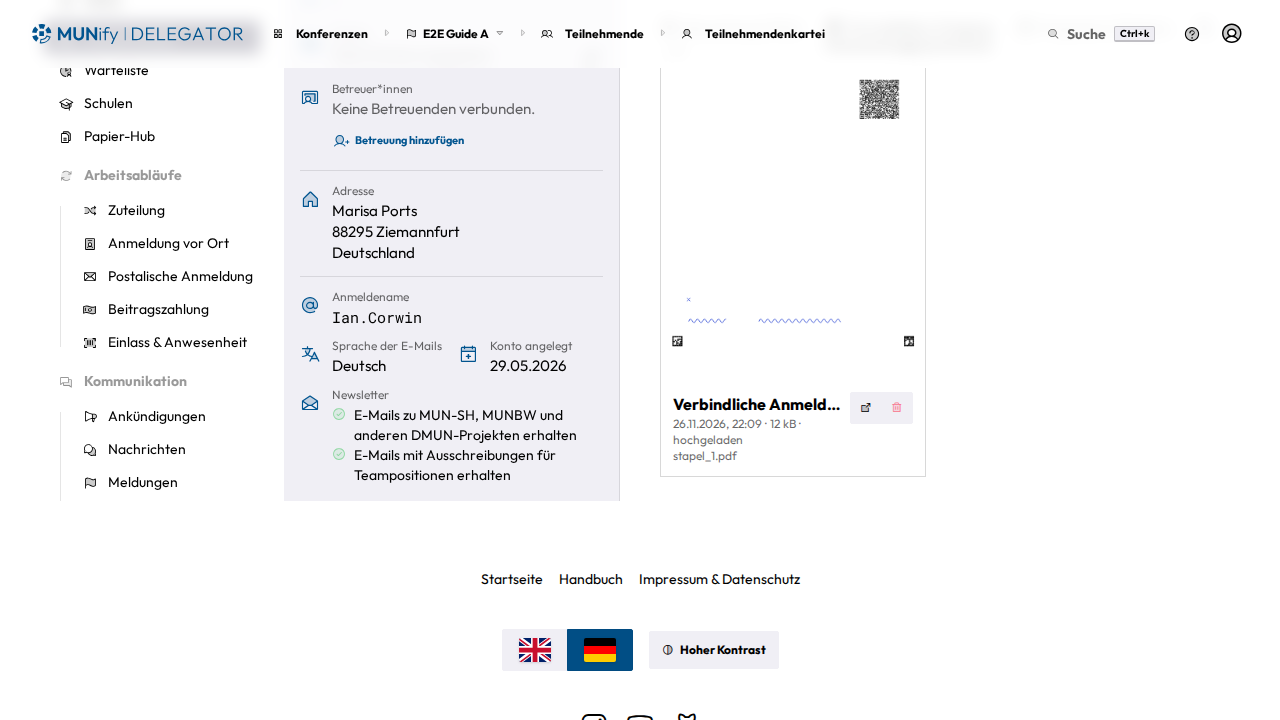 MUNify | DELEGATOR
Konferenzen
E2E Guide A
Teilnehmende
Teilnehmendenkartei
Suche
Ctrl+k
Warteliste
Schulen
Papier-Hub
Arbeitsabläufe
Zuteilung
Anmeldung vor Ort
Postalische Anmeldung
Beitragszahlung
Einlass & Anwesenheit
Kommunikation
Ankündigungen
Nachrichten
Meldungen
Betreuer*innen
Keine Betreuenden verbunden.
Betreuung hinzufügen
Adresse
Marisa Ports
88295 Ziemannfurt
Deutschland
Anmeldename
Ian.Corwin
Sprache der E-Mails
Deutsch
Konto angelegt
29.05.2026
Newsletter
E-Mails zu MUN-SH, MUNBW und
anderen DMUN-Projekten erhalten
E-Mails mit Ausschreibungen für
Teampositionen erhalten
Verbindliche Anmeld...
26.11.2026, 22:09 · 12 kB ·
hochgeladen
stapel_1.pdf
Startseite
Handbuch
Impressum & Datenschutz
Hoher Kontrast